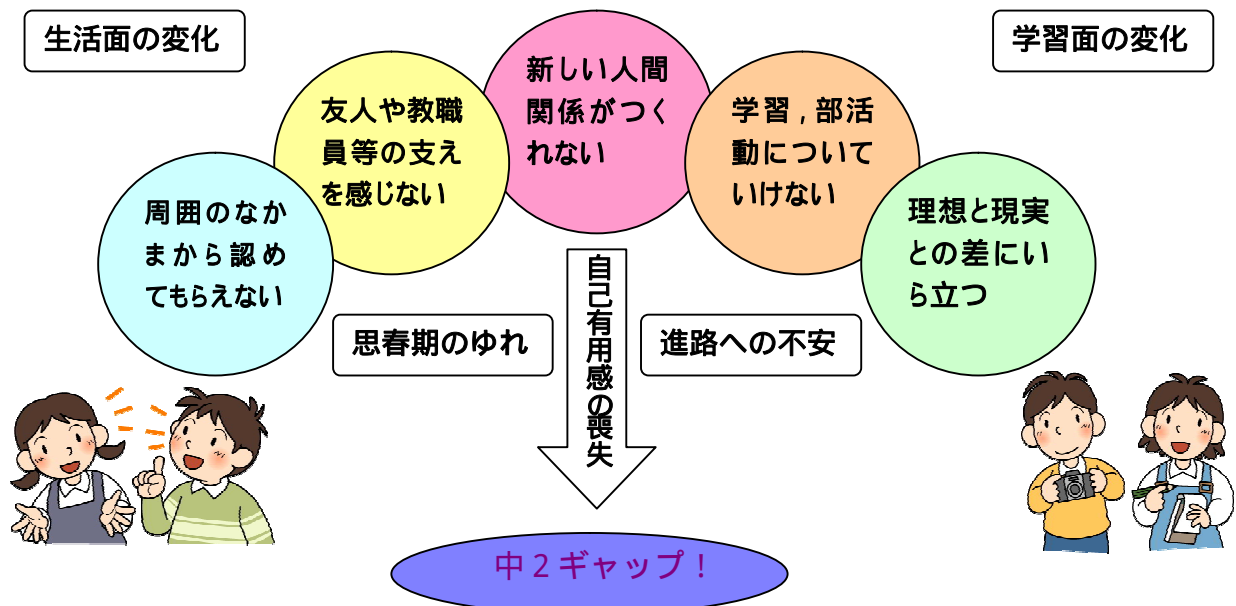 生活面の変化
学習面の変化
新しい人間
関係がつく
れない
友人や教職
員等の支え
を感じない
学習，部活
動について
いけない
周囲のなか
まから認め
てもらえない
理想と現実
との差にい
ら立つ
自己有用感の喪失
思春期のゆれ
進路への不安
中２ギャップ！